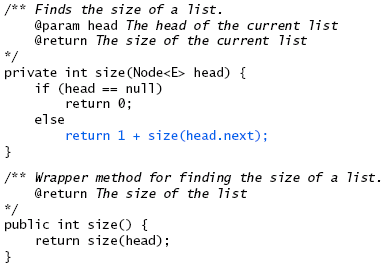 /** Finds the size of a list.
    @param head The head of the current list
    @return The size of the current list
*/
private int size(Node<E> head) {
    if (head == null)
        return 0;
    else
        return 1 + size(head.next);
}
/** Wrapper method for finding the size of a list.
    @return The size of the list
*/
public int size() {
    return size(head);
}